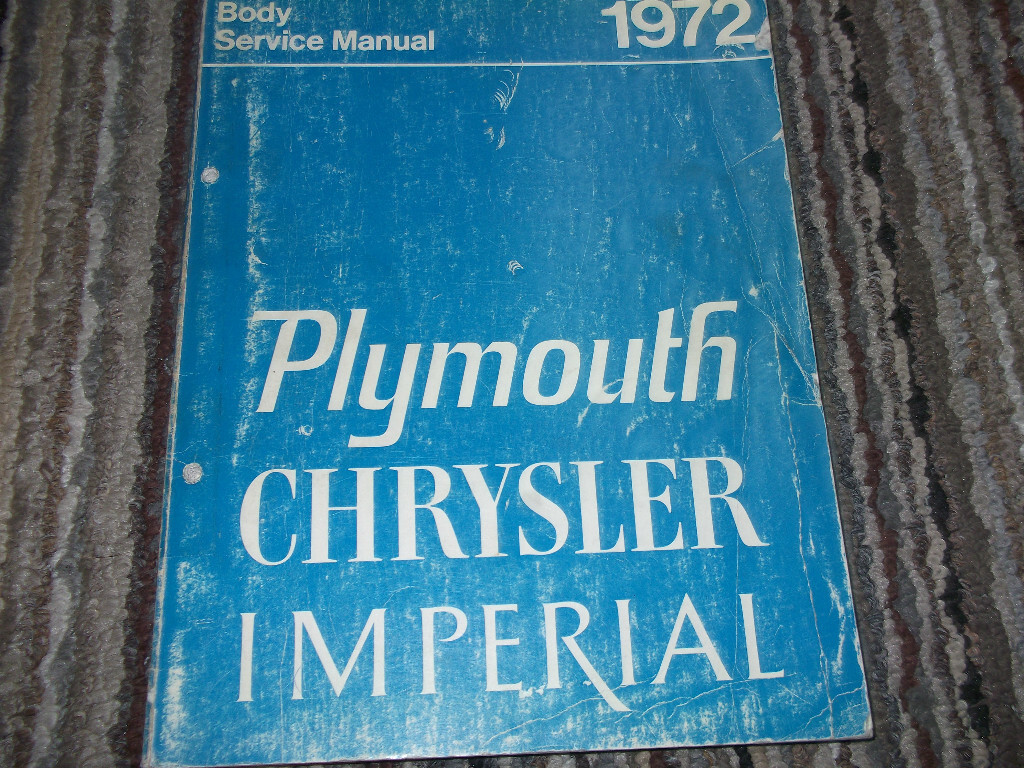 Body
Service Manual
1972
Plymouth
CHRYSLER
IMPERIAL